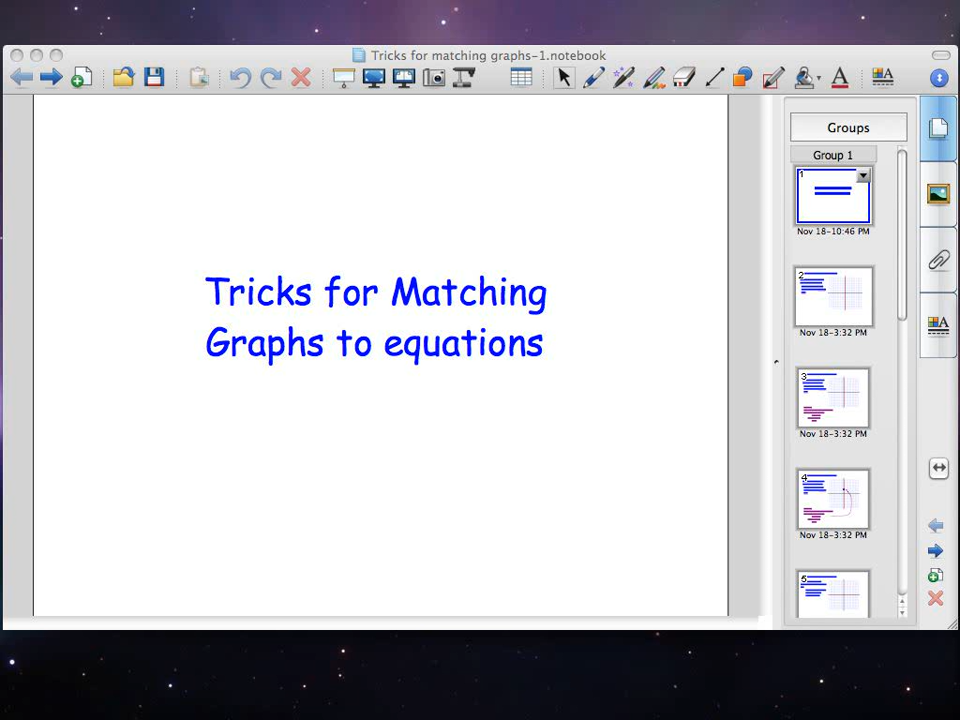 Tricks for matching graphs-1.notebook
Groups
Group 1
1
Nov 18-10:46 PM
Tricks for Matching
Graphs to equations
2
Nov 18-3:32 PM
3
Nov 18-3:32 PM
4
Nov 18-3:32 PM
5